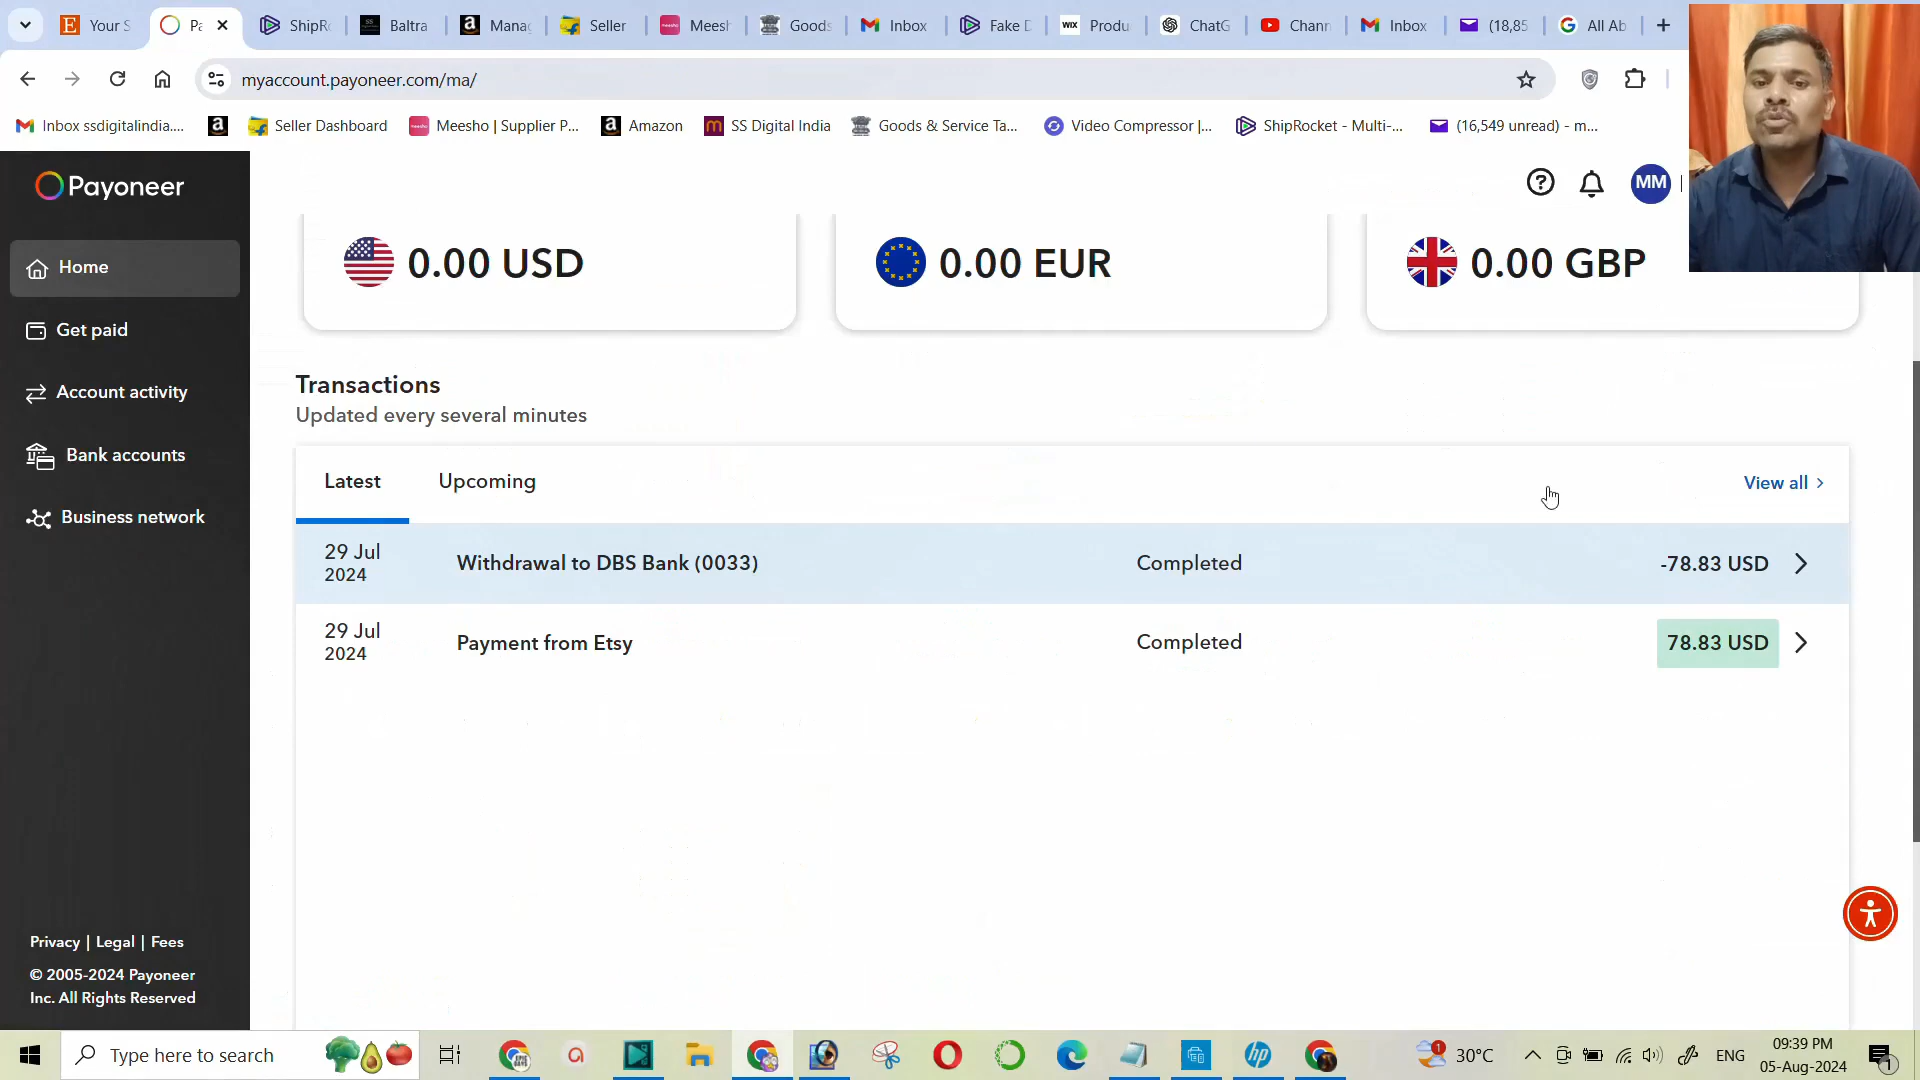 Your S
Pa
ShipRo
Baltra
Manag
Seller
Meesh
Goods
Inbox
Fake D
WIX Produ
ChatG
Chann
Inbox
(18,85
All Ab
myaccount.payoneer.com/ma/
Inbox ssdigitalindia....
Seller Dashboard
Meesho | Supplier P...
Amazon
SS Digital India
Goods & Service Ta...
Video Compressor |...
ShipRocket - Multi-...
(16,549 unread) - m...
Payoneer
MM
Home
Get paid
Account activity
Bank accounts
Business network
0.00 USD
0.00 EUR
0.00 GBP
Transactions
Updated every several minutes
Latest
Upcoming
View all
29 Jul
2024
Withdrawal to DBS Bank (0033)
Completed
-78.83 USD
29 Jul
2024
Payment from Etsy
Completed
78.83 USD
Privacy | Legal | Fees
© 2005-2024 Payoneer
Inc. All Rights Reserved
Type here to search
30°C
ENG
09:39 PM
05-Aug-2024